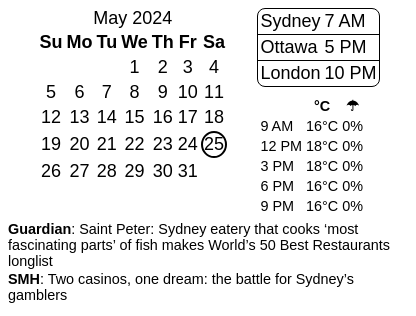 May 2024
Su Mo Tu We Th Fr Sa
1 2 3 4
5 6 7 8 9 10 11
12 13 14 15 16 17 18
19 20 21 22 23 24 25
26 27 28 29 30 31
Sydney 7 AM
Ottawa 5 PM
London 10 PM
°C ☂
9 AM 16°C 0%
12 PM 18°C 0%
3 PM 18°C 0%
6 PM 16°C 0%
9 PM 16°C 0%
Guardian: Saint Peter: Sydney eatery that cooks ‘most
fascinating parts’ of fish makes World’s 50 Best Restaurants
longlist
SMH: Two casinos, one dream: the battle for Sydney’s
gamblers